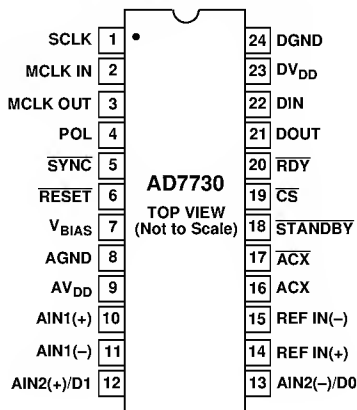 SCLK 1 24 DGND
MCLK IN 2 23 DVDD
MCLK OUT 3 22 DIN
POL 4 21 DOUT
SYNC 5 20 RDY
RESET 6 19 CS
VBIAS 7 18 STANDBY
AGND 8 17 ACX
AVDD 9 16 ACX
AIN1(+) 10 15 REF IN(–)
AIN1(–) 11 14 REF IN(+)
AIN2(+)/D1 12 13 AIN2(–)/D0
AD7730
TOP VIEW
(Not to Scale)